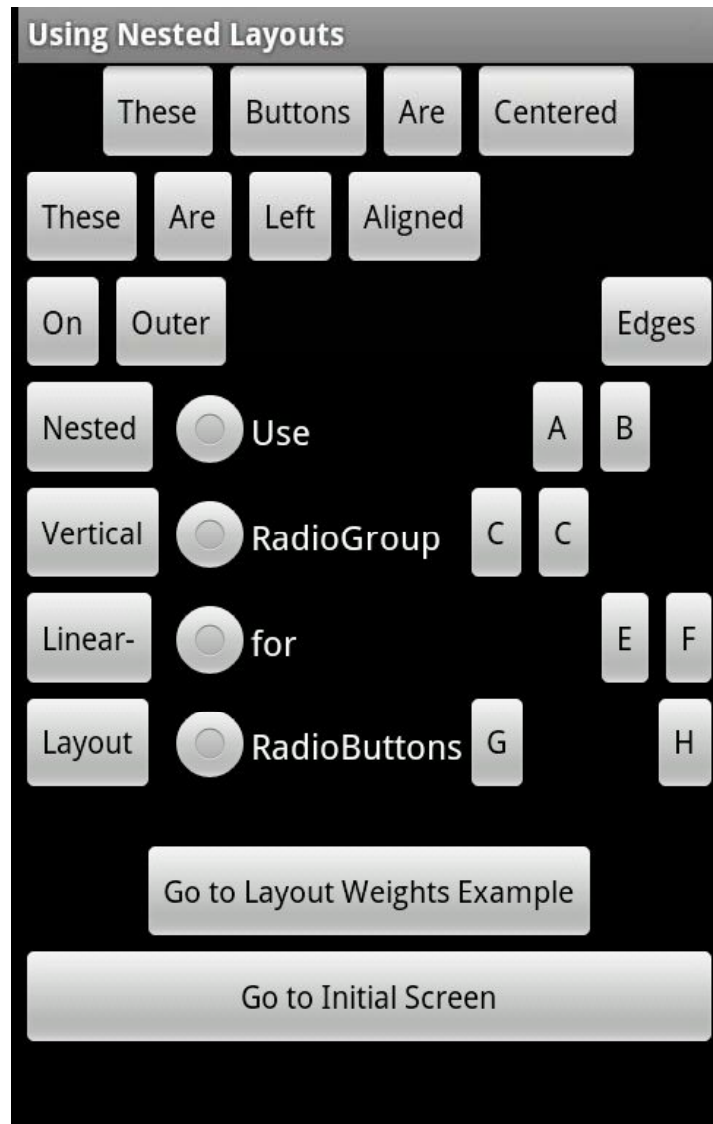 Using Nested Layouts
These Buttons Are Centered
These Are Left Aligned
On Outer Edges
Nested Use A B
Vertical RadioGroup C C
Linear- for E F
Layout RadioButtons G H
Go to Layout Weights Example
Go to Initial Screen